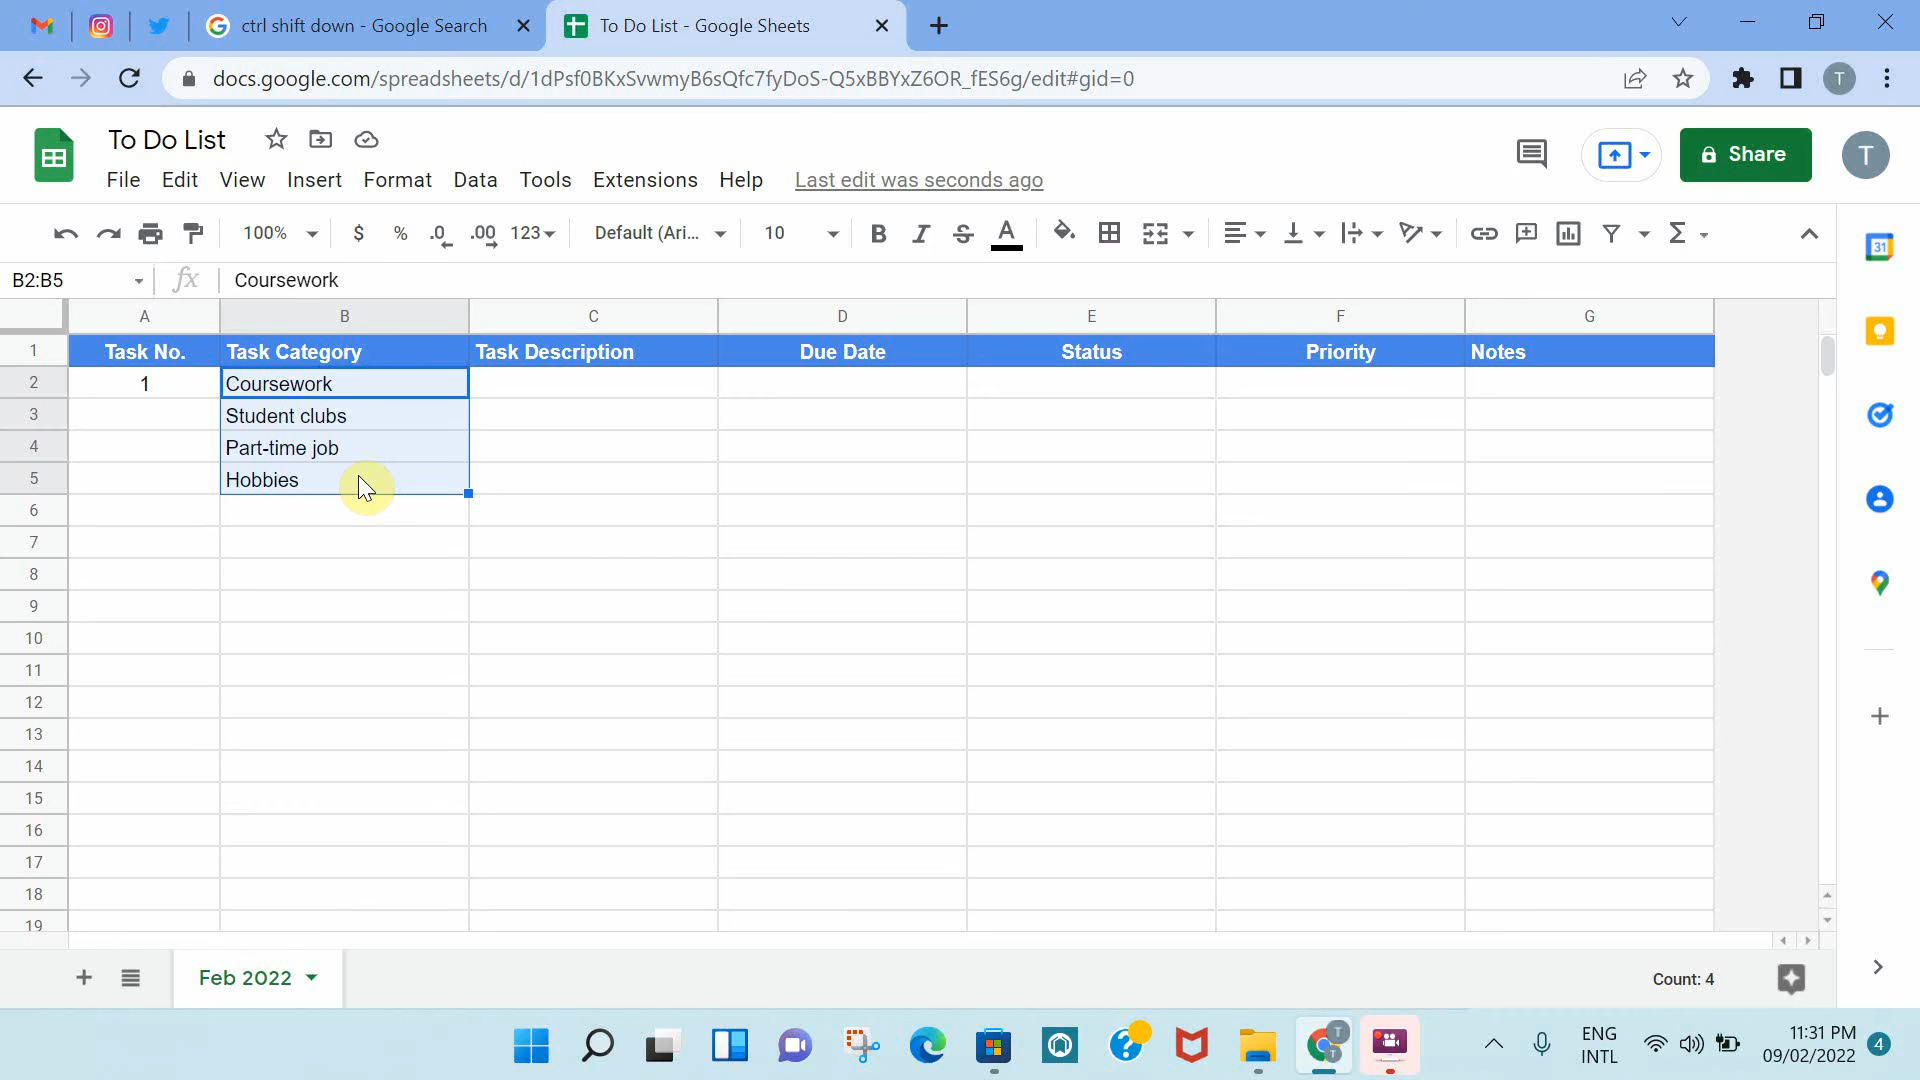 ctrl shift down - Google Search
To Do List - Google Sheets
docs.google.com/spreadsheets/d/1dPsf0BKxSvwmyB6sQfc7fyDoS-Q5xBBYxZ6OR_fES6g/edit#gid=0
T
To Do List
File Edit View Insert Format Data Tools Extensions Help Last edit was seconds ago
Share
T
100% $ % .0 .00 123 Default (Ari... 10 B I S A
31
B2:B5 fx Coursework
A B C D E F G
1 Task No. Task Category Task Description Due Date Status Priority Notes
2 1 Coursework
3 Student clubs
4 Part-time job
5 Hobbies
6
7
8
9
10
11
12
13
14
15
16
17
18
19
Feb 2022
Count: 4
ENG
INTL
11:31 PM
09/02/2022
4